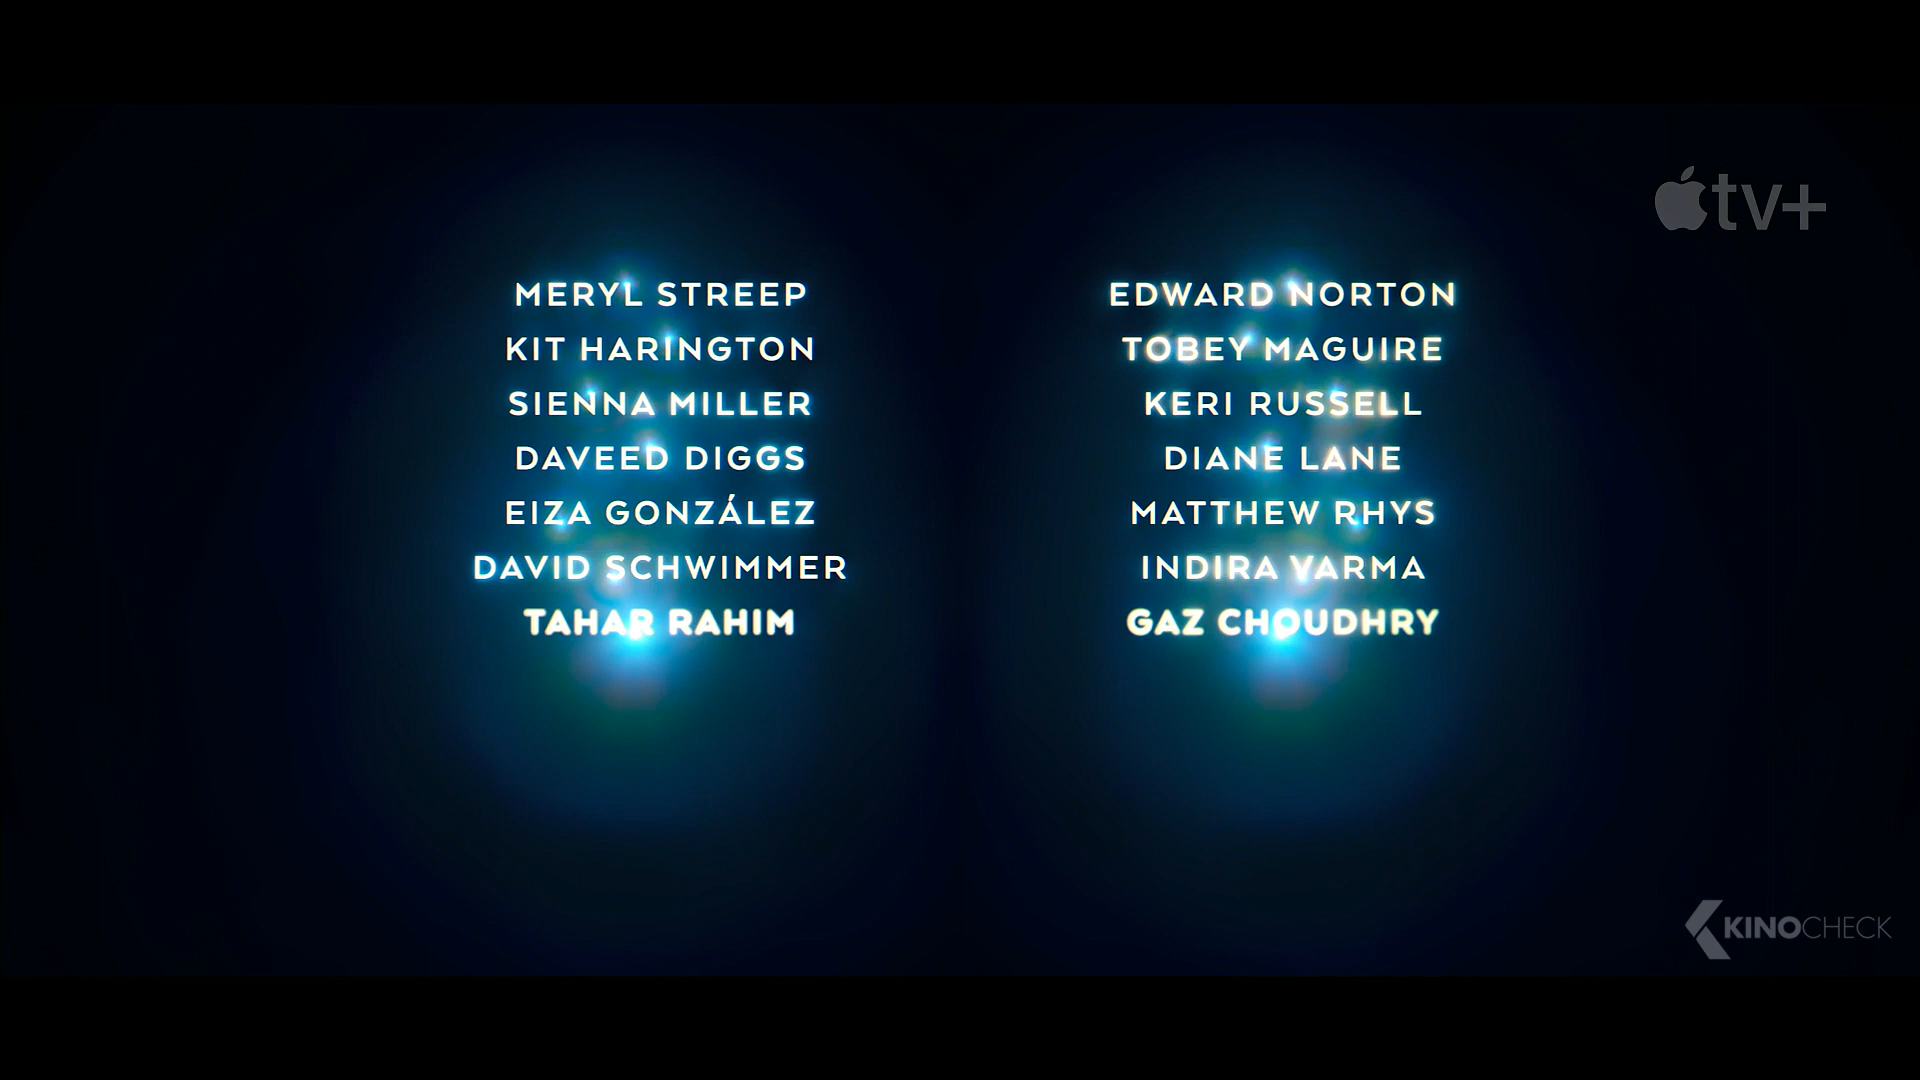 tv+
MERYL STREEP
KIT HARINGTON
SIENNA MILLER
DAVEED DIGGS
EIZA GONZÁLEZ
DAVID SCHWIMMER
TAHAR RAHIM
EDWARD NORTON
TOBEY MAGUIRE
KERI RUSSELL
DIANE LANE
MATTHEW RHYS
INDIRA VARMA
GAZ CHOUDHRY
KINOCHECK